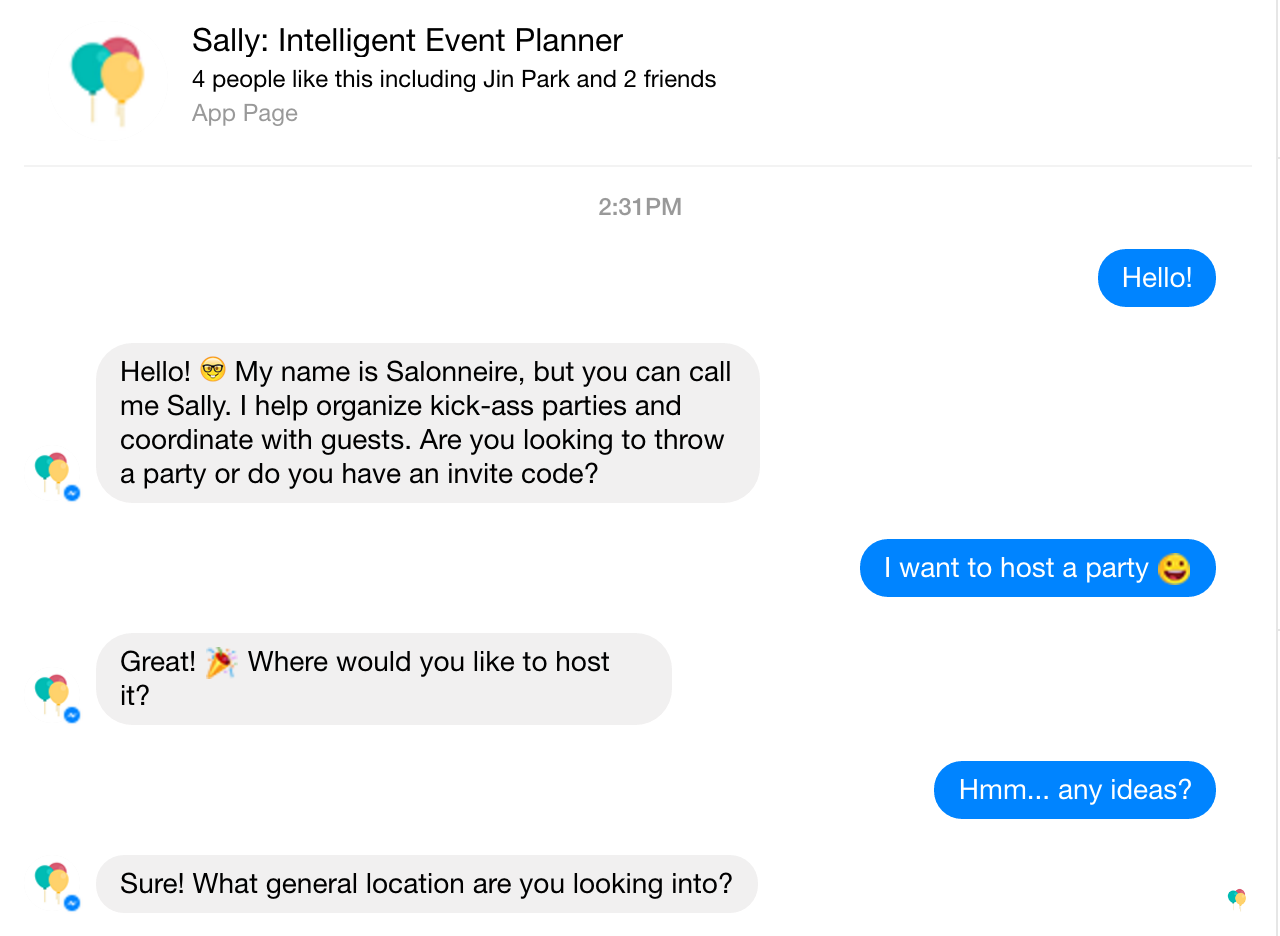 Sally: Intelligent Event Planner
4 people like this including Jin Park and 2 friends
App Page
2:31PM
Hello!
Hello! 🤓 My name is Salonneire, but you can call
me Sally. I help organize kick-ass parties and
coordinate with guests. Are you looking to throw
a party or do you have an invite code?
I want to host a party 😀
Great! 🎉 Where would you like to host
it?
Hmm... any ideas?
Sure! What general location are you looking into?